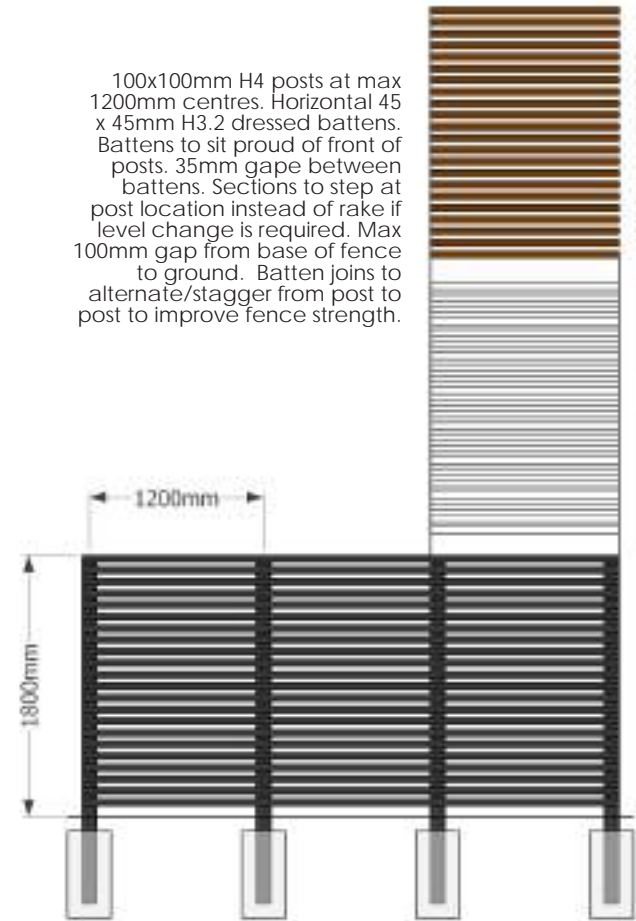 100x100mm H4 posts at max
1200mm centres. Horizontal 45
x 45mm H3.2 dressed battens.
Battens to sit proud of front of
posts. 35mm gape between
battens. Sections to step at
post location instead of rake if
level change is required. Max
100mm gap from base of fence
to ground. Batten joins to
alternate/stagger from post to
post to improve fence strength.
1200mm
1800mm